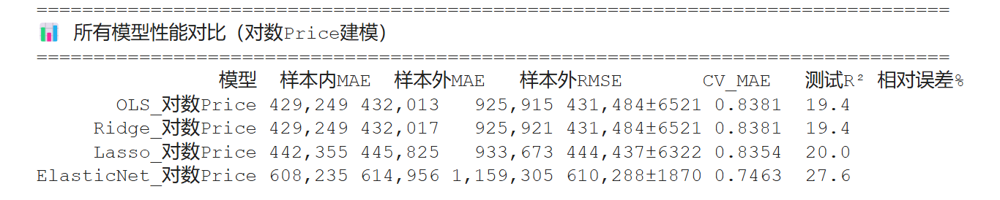 ================================================================================
📊 所有模型性能对比（对数Price建模）
================================================================================
模型 样本内MAE 样本外MAE 样本外RMSE CV_MAE 测试R² 相对误差%
OLS_对数Price 429,249 432,013 925,915 431,484±6521 0.8381 19.4
Ridge_对数Price 429,249 432,017 925,921 431,484±6521 0.8381 19.4
Lasso_对数Price 442,355 445,825 933,673 444,437±6322 0.8354 20.0
ElasticNet_对数Price 608,235 614,956 1,159,305 610,288±1870 0.7463 27.6